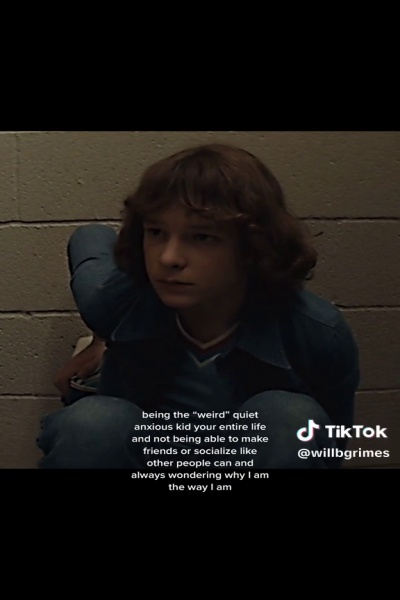 being the “weird” quiet
anxious kid your entire life
and not being able to make
friends or socialize like
other people can and
always wondering why I am
the way I am
TikTok
@willbgrimes